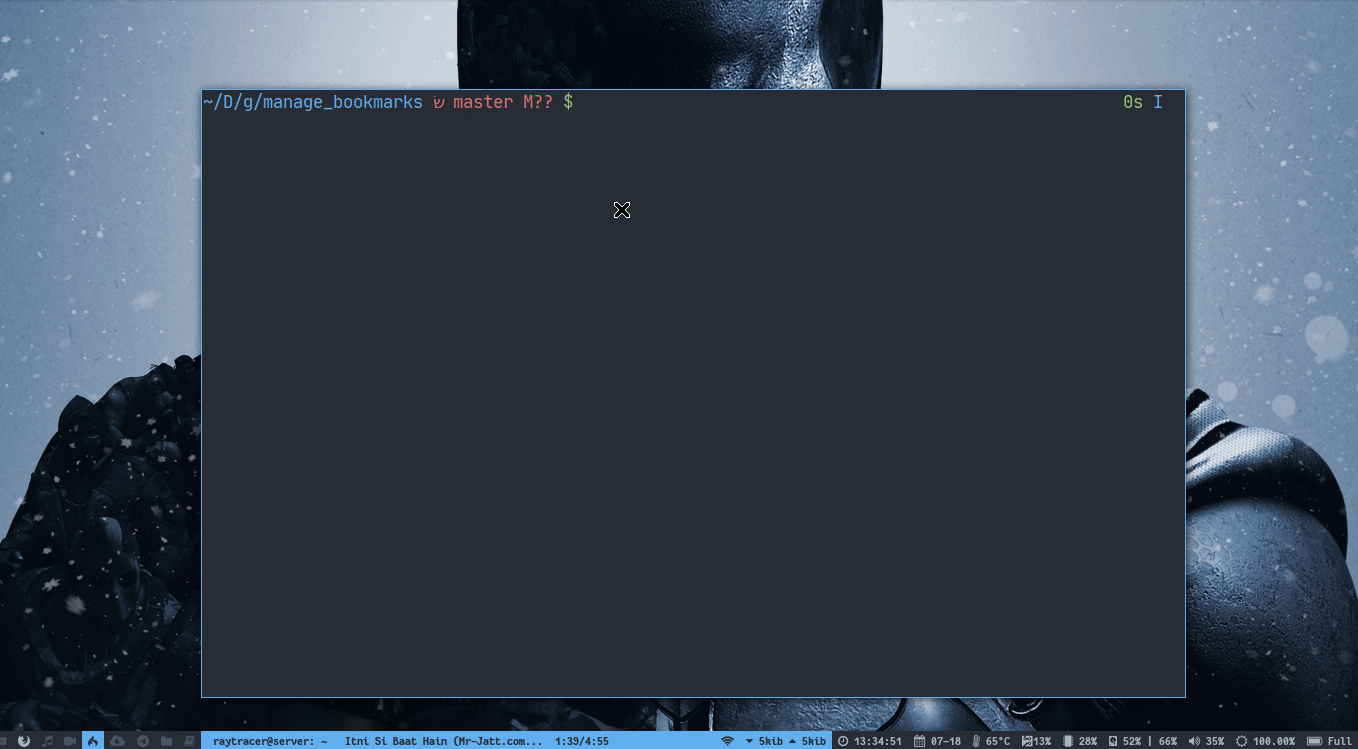 ~/D/g/manage_bookmarks שׂ master M?? $ 0s I
raytracer@server: ~ Itni Si Baat Hain (Mr-Jatt.com... 1:39/4:55 5kib 5kib 13:34:51 07-18 65°C 13% 28% 52% | 66% 35% 100.00% Full